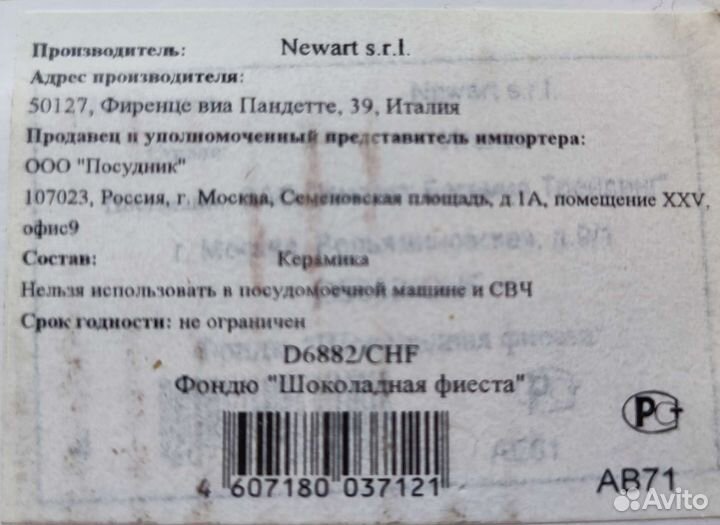 Производитель: Newart s.r.l.
Адрес производителя:
50127, Фиренце виа Пандетте, 39, Италия
Продавец и уполномоченный представитель импортера:
ООО "Посудник"
107023, Россия, г. Москва, Семеновская площадь, д 1А, помещение XXV,
офис9
Состав: Керамика
Нельзя использовать в посудомоечной машине и СВЧ
Срок годности: не ограничен
D6882/CHF
Фондю "Шоколадная фиеста"
РСТ
4 607180 037121
АВ71
Avito